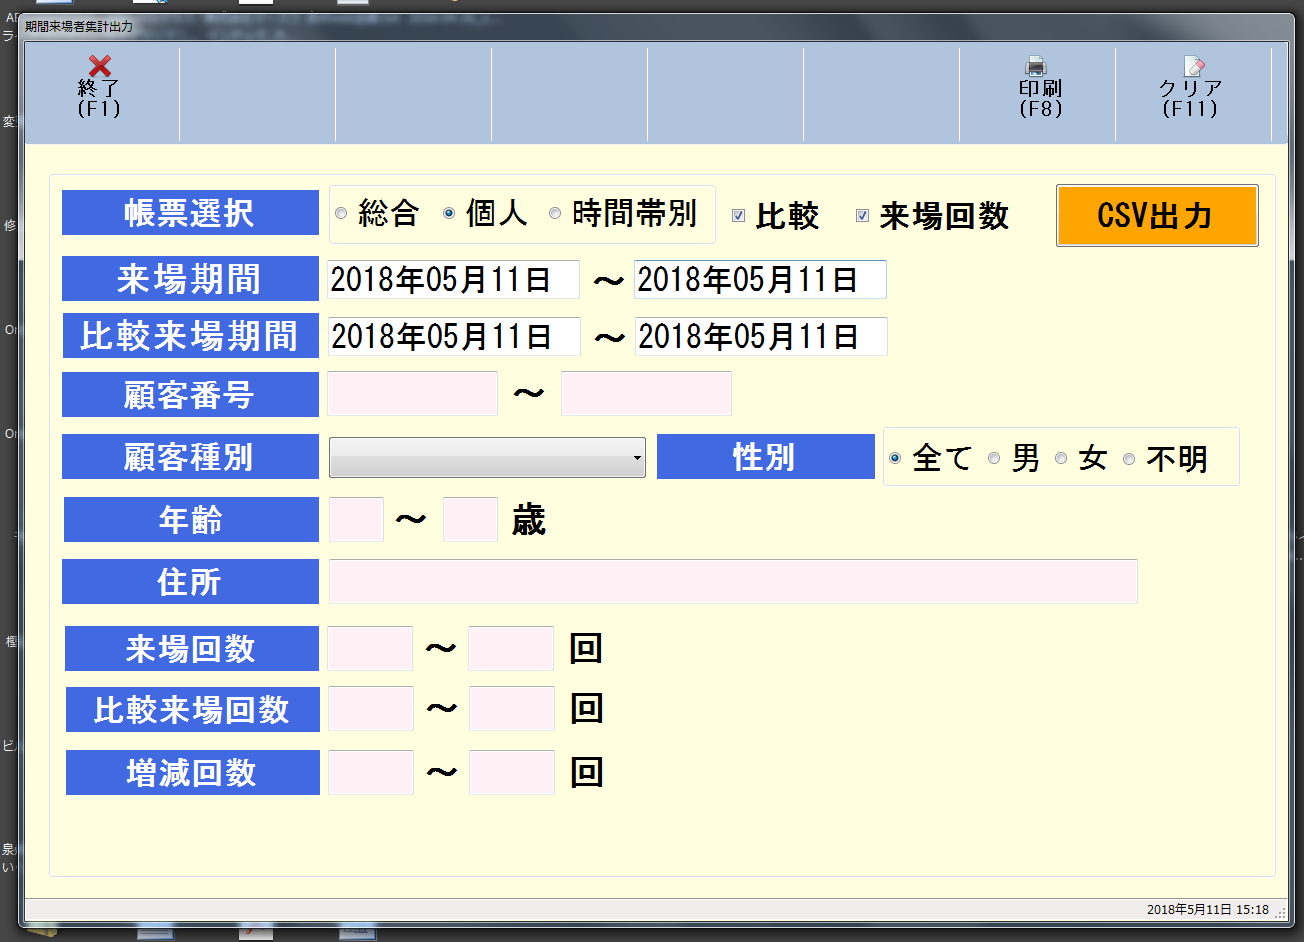 期間来場者集計出力
終了
(F1)
印刷
(F8)
クリア
(F11)
帳票選択 総合 個人 時間帯別 比較 来場回数 CSV出力
来場期間 2018年05月11日 ～ 2018年05月11日
比較来場期間 2018年05月11日 ～ 2018年05月11日
顧客番号 ～
顧客種別 性別 全て 男 女 不明
年齢 ～ 歳
住所
来場回数 ～ 回
比較来場回数 ～ 回
増減回数 ～ 回
2018年5月11日 15:18